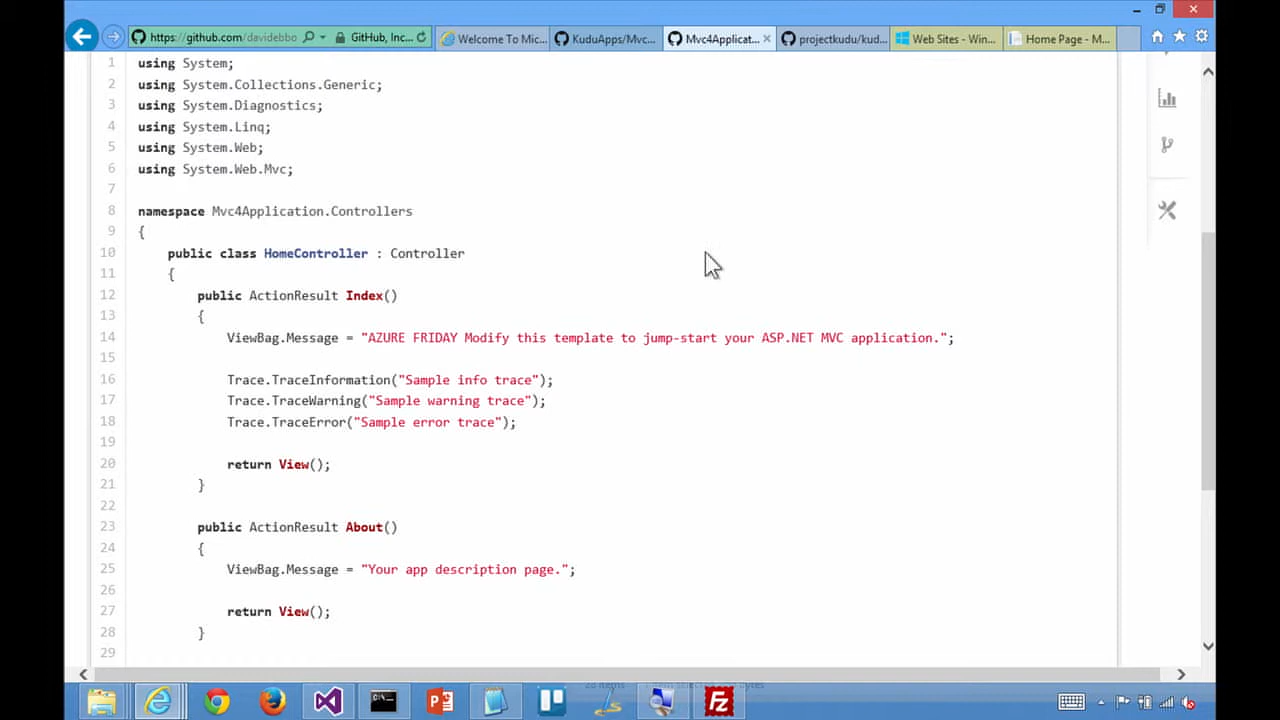 https://github.com/davidebbo
GitHub, Inc...
Welcome To Mic...
KuduApps/Mvc...
Mvc4Applicat...
projectkudu/kud...
Web Sites - Win...
Home Page - M...
1 using System;
2 using System.Collections.Generic;
3 using System.Diagnostics;
4 using System.Linq;
5 using System.Web;
6 using System.Web.Mvc;
7
8 namespace Mvc4Application.Controllers
9 {
10 public class HomeController : Controller
11 {
12 public ActionResult Index()
13 {
14 ViewBag.Message = "AZURE FRIDAY Modify this template to jump-start your ASP.NET MVC application.";
15
16 Trace.TraceInformation("Sample info trace");
17 Trace.TraceWarning("Sample warning trace");
18 Trace.TraceError("Sample error trace");
19
20 return View();
21 }
22
23 public ActionResult About()
24 {
25 ViewBag.Message = "Your app description page.";
26
27 return View();
28 }
29